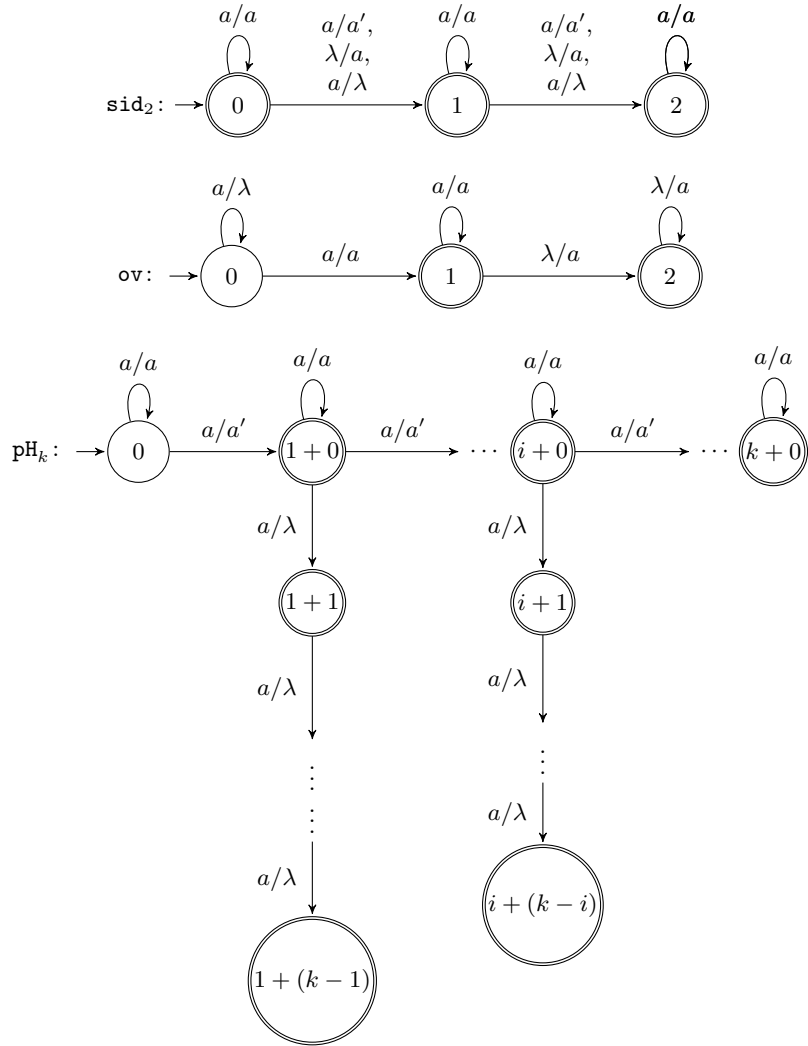 a/a a/a a/a
a/a′, a/a′,
λ/a, λ/a,
a/λ a/λ
sid₂: 0 1 2
a/λ a/a λ/a
ov: 0 a/a 1 λ/a 2
a/a a/a a/a a/a
pHₖ: 0 a/a′ 1 + 0 a/a′ ··· i + 0 a/a′ ··· k + 0
a/λ a/λ
1 + 1 i + 1
a/λ a/λ
⋮ ⋮
⋮ a/λ
a/λ i + (k − i)
1 + (k − 1)